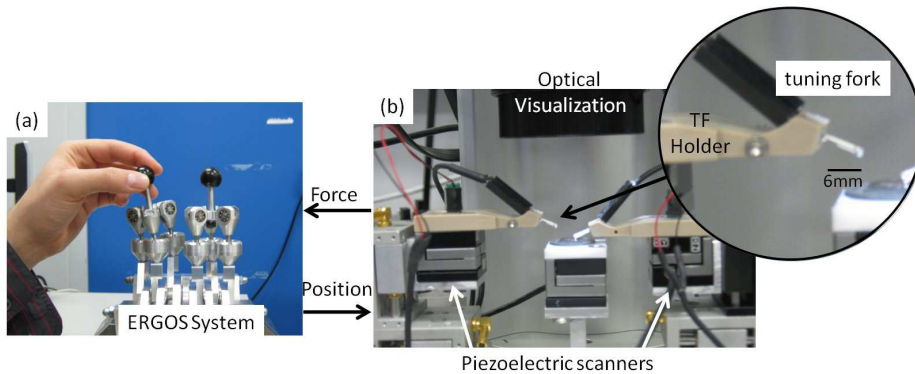 (a)
ERGOS System
Force
Position
(b)
Optical
Visualization
TF
Holder
tuning fork
6mm
Piezoelectric scanners